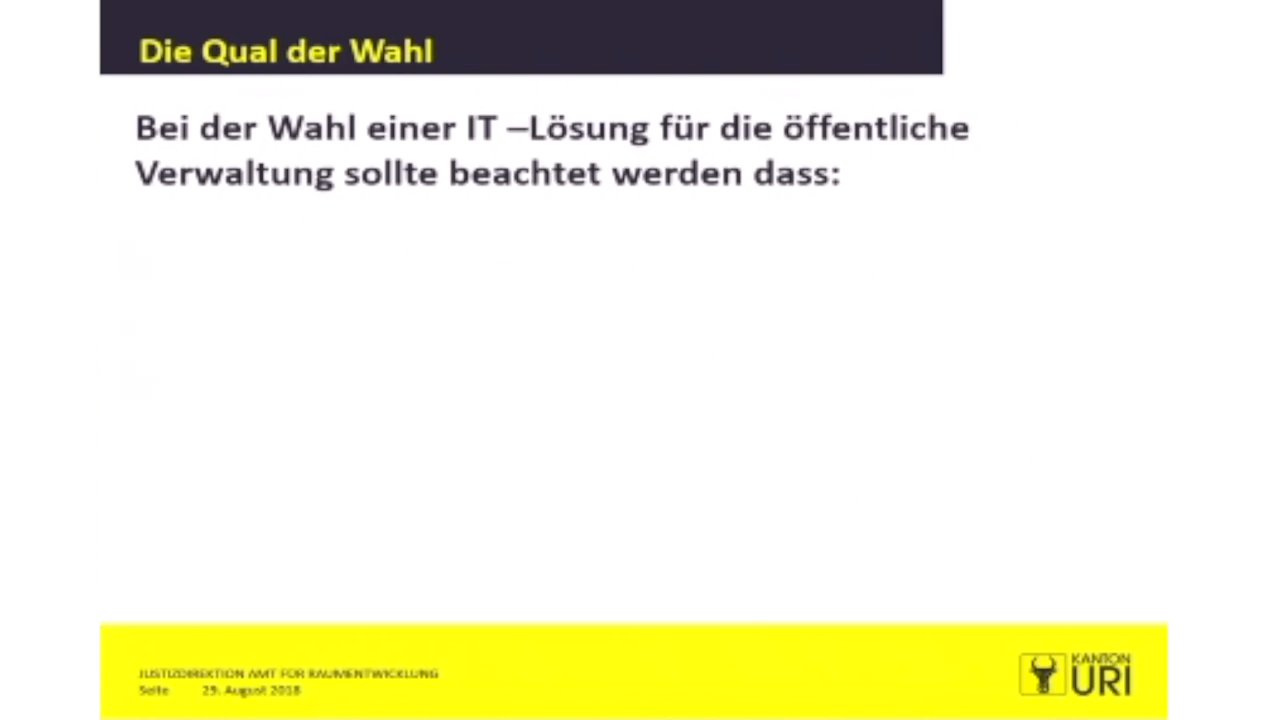 Die Qual der Wahl
Bei der Wahl einer IT –Lösung für die öffentliche
Verwaltung sollte beachtet werden dass:
JUSTIZDIREKTION AMT FÜR RAUMENTWICKLUNG
Seite 29. August 2018
KANTON
URI